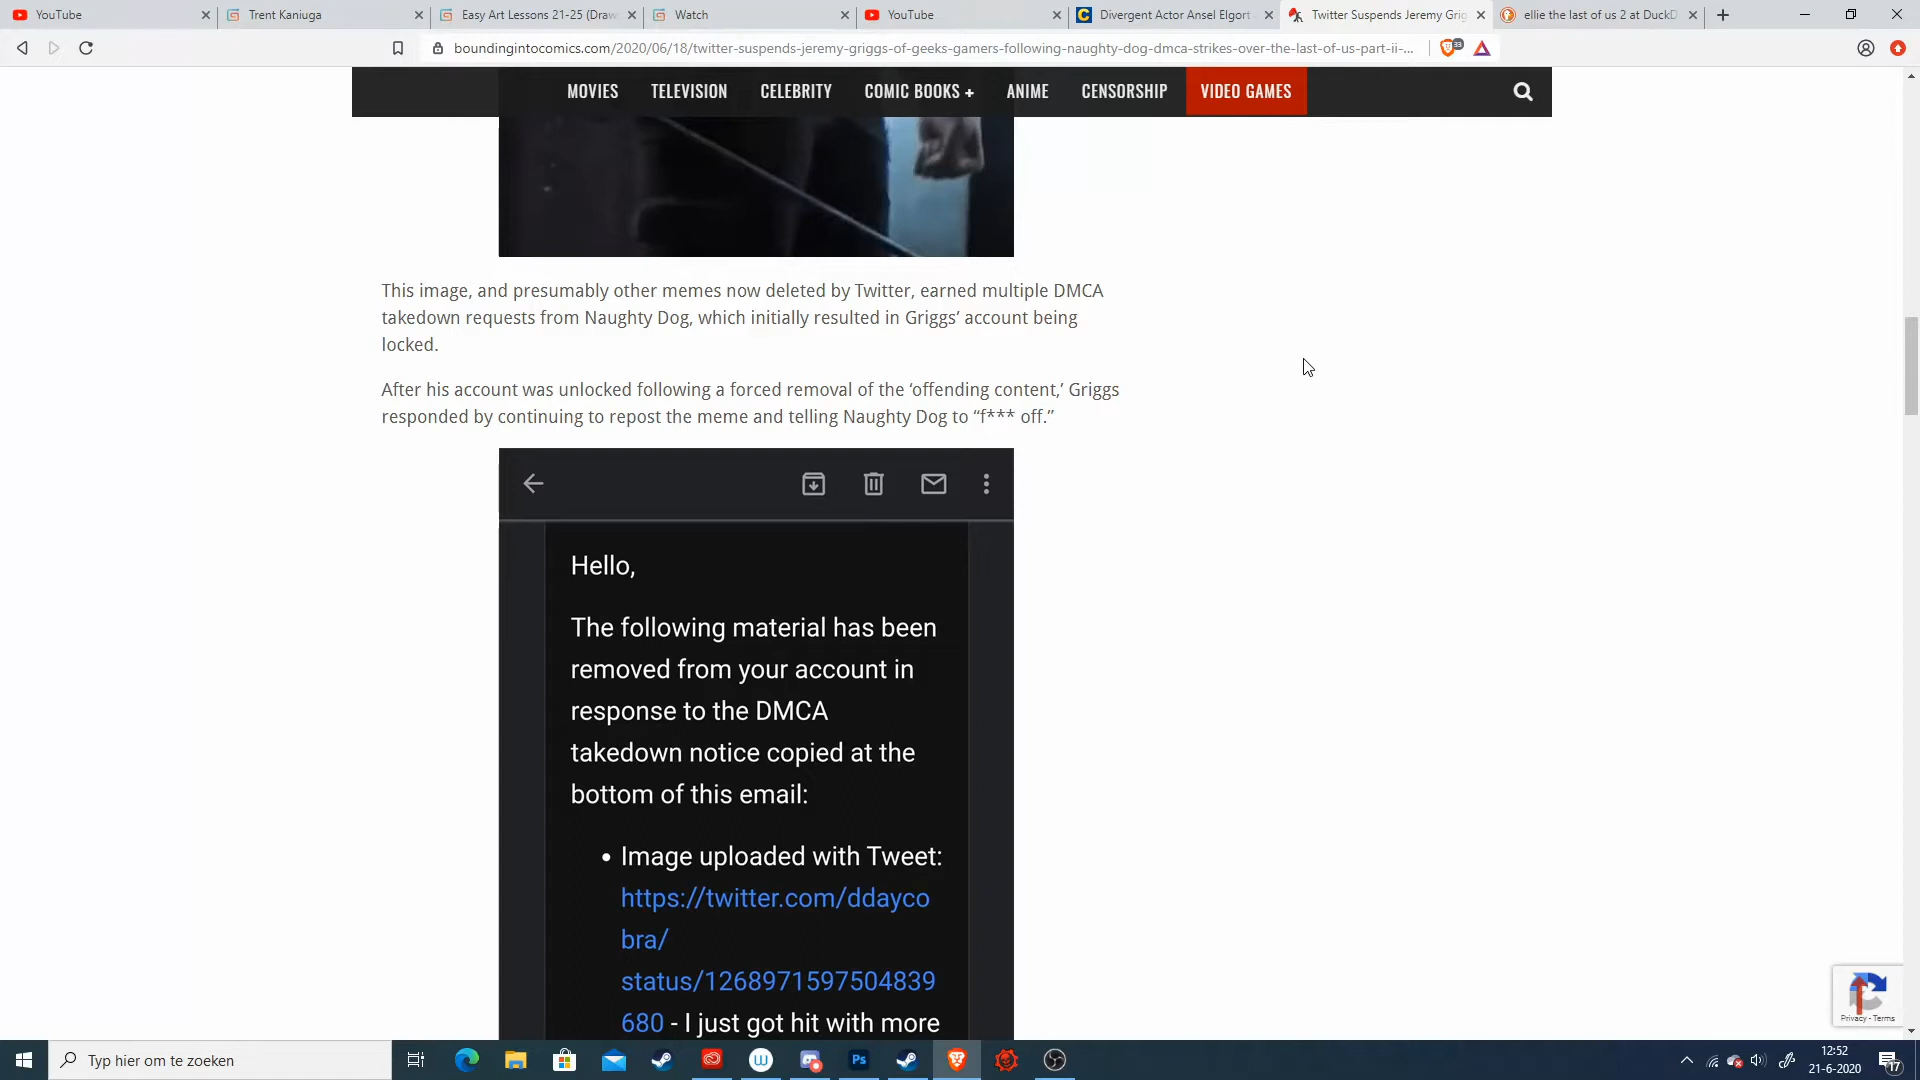 YouTube
Trent Kaniuga
Easy Art Lessons 21-25 (Draw
Watch
YouTube
Divergent Actor Ansel Elgort
Twitter Suspends Jeremy Grig
ellie the last of us 2 at DuckD
boundingintocomics.com/2020/06/18/twitter-suspends-jeremy-griggs-of-geeks-gamers-following-naughty-dog-dmca-strikes-over-the-last-of-us-part-ii-...
33
MOVIES TELEVISION CELEBRITY COMIC BOOKS + ANIME CENSORSHIP VIDEO GAMES
This image, and presumably other memes now deleted by Twitter, earned multiple DMCA
takedown requests from Naughty Dog, which initially resulted in Griggs’ account being
locked.
After his account was unlocked following a forced removal of the ‘offending content,’ Griggs
responded by continuing to repost the meme and telling Naughty Dog to “f*** off.”
Hello,
The following material has been
removed from your account in
response to the DMCA
takedown notice copied at the
bottom of this email:
• Image uploaded with Tweet:
https://twitter.com/ddayco
bra/
status/1268971597504839
680 - I just got hit with more
Privacy - Terms
Typ hier om te zoeken
12:52
21-6-2020
17